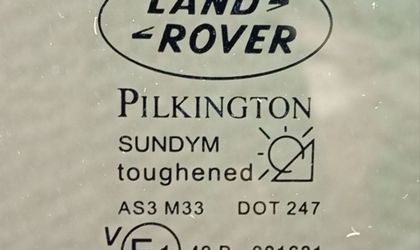 LAND
ROVER
PILKINGTON
SUNDYM
toughened
AS3 M33 DOT 247
V